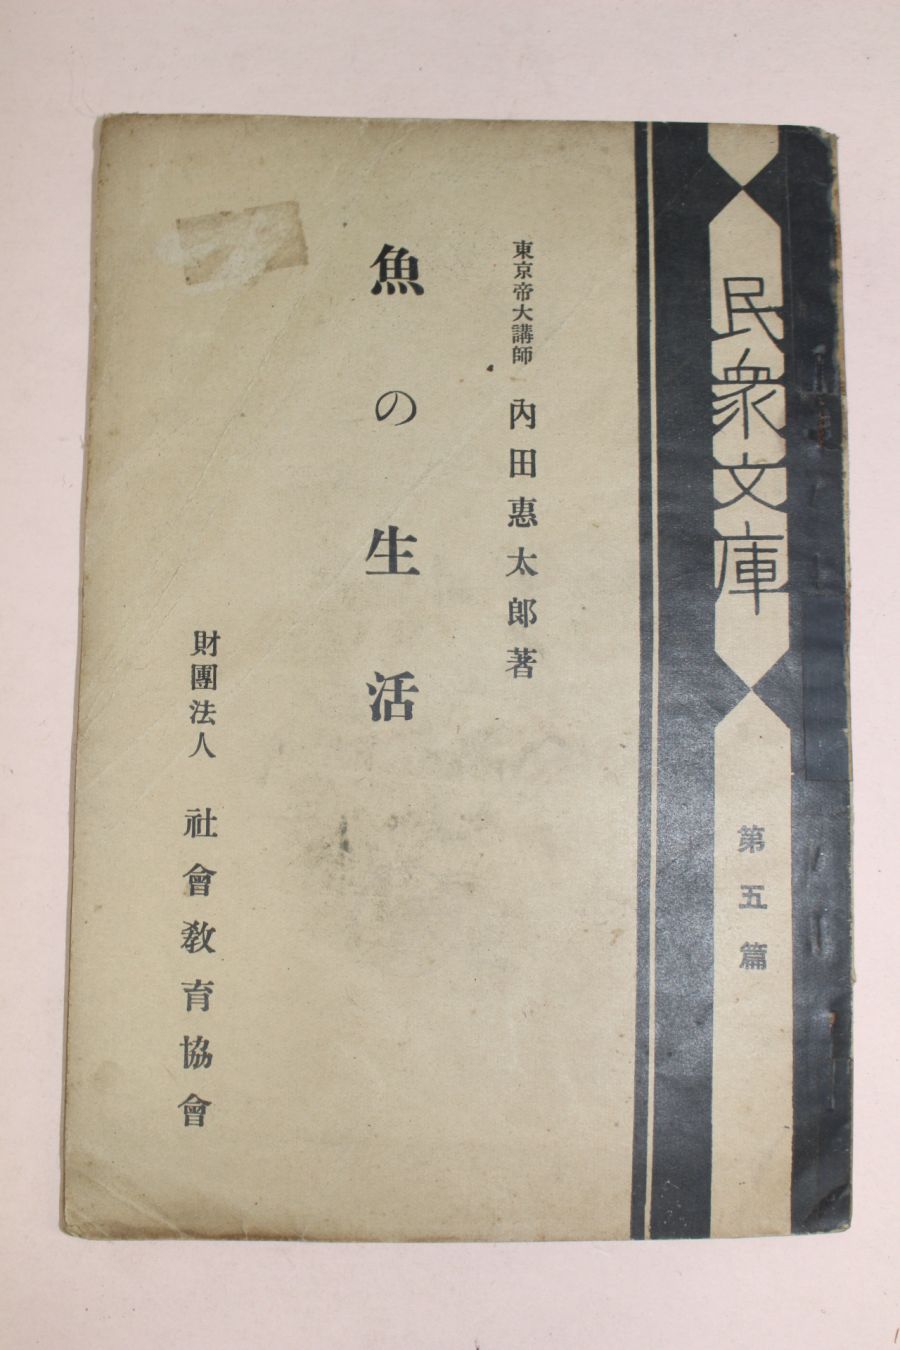 民衆文庫
第五篇
東京帝大講師 内田惠太郎著
魚の生活
財團法人 社會教育協會